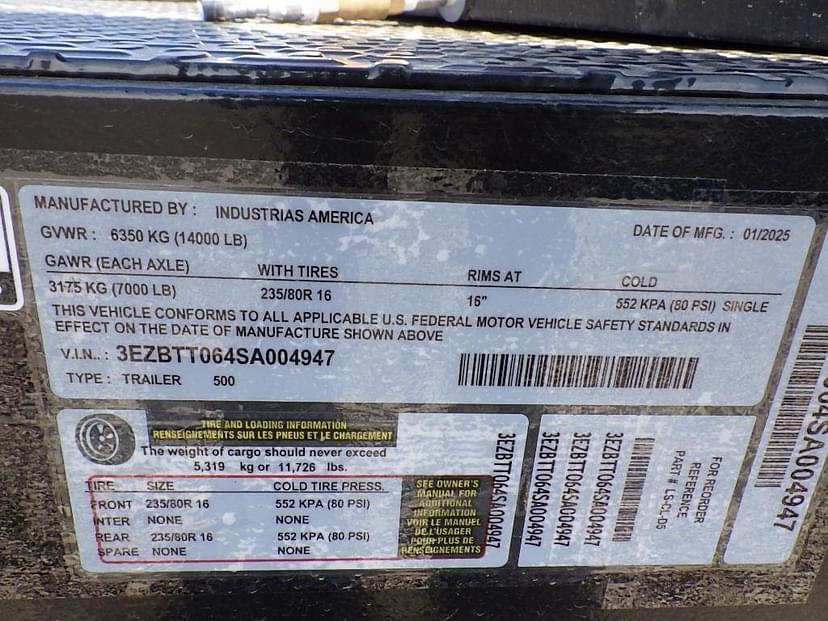 MANUFACTURED BY : INDUSTRIAS AMERICA
GVWR : 6350 KG (14000 LB) DATE OF MFG. : 01/2025
GAWR (EACH AXLE) WITH TIRES RIMS AT COLD
3175 KG (7000 LB) 235/80R 16 16" 552 KPA (80 PSI) SINGLE
THIS VEHICLE CONFORMS TO ALL APPLICABLE U.S. FEDERAL MOTOR VEHICLE SAFETY STANDARDS IN
EFFECT ON THE DATE OF MANUFACTURE SHOWN ABOVE
V.I.N.. : 3EZBTT064SA004947
TYPE : TRAILER 500
TIRE AND LOADING INFORMATION
RENSEIGNEMENTS SUR LES PNEUS ET LE CHARGEMENT
The weight of cargo should never exceed
5,319 kg or 11,726 lbs.
TIRE SIZE COLD TIRE PRESS.
FRONT 235/80R 16 552 KPA (80 PSI)
INTER NONE NONE
REAR 235/80R 16 552 KPA (80 PSI)
SPARE NONE NONE
SEE OWNER'S
MANUAL FOR
ADDITIONAL
INFORMATION
VOIR LE MANUEL
DE L'USAGER
POUR PLUS DE
RENSEIGNEMENTS
3EZBTT064SA004947
3EZBTT064SA004947
3EZBTT064SA004947
3EZBTT064SA004947
FOR REORDER
REFERENCE
PART # LS-CL-D5
064SA004947